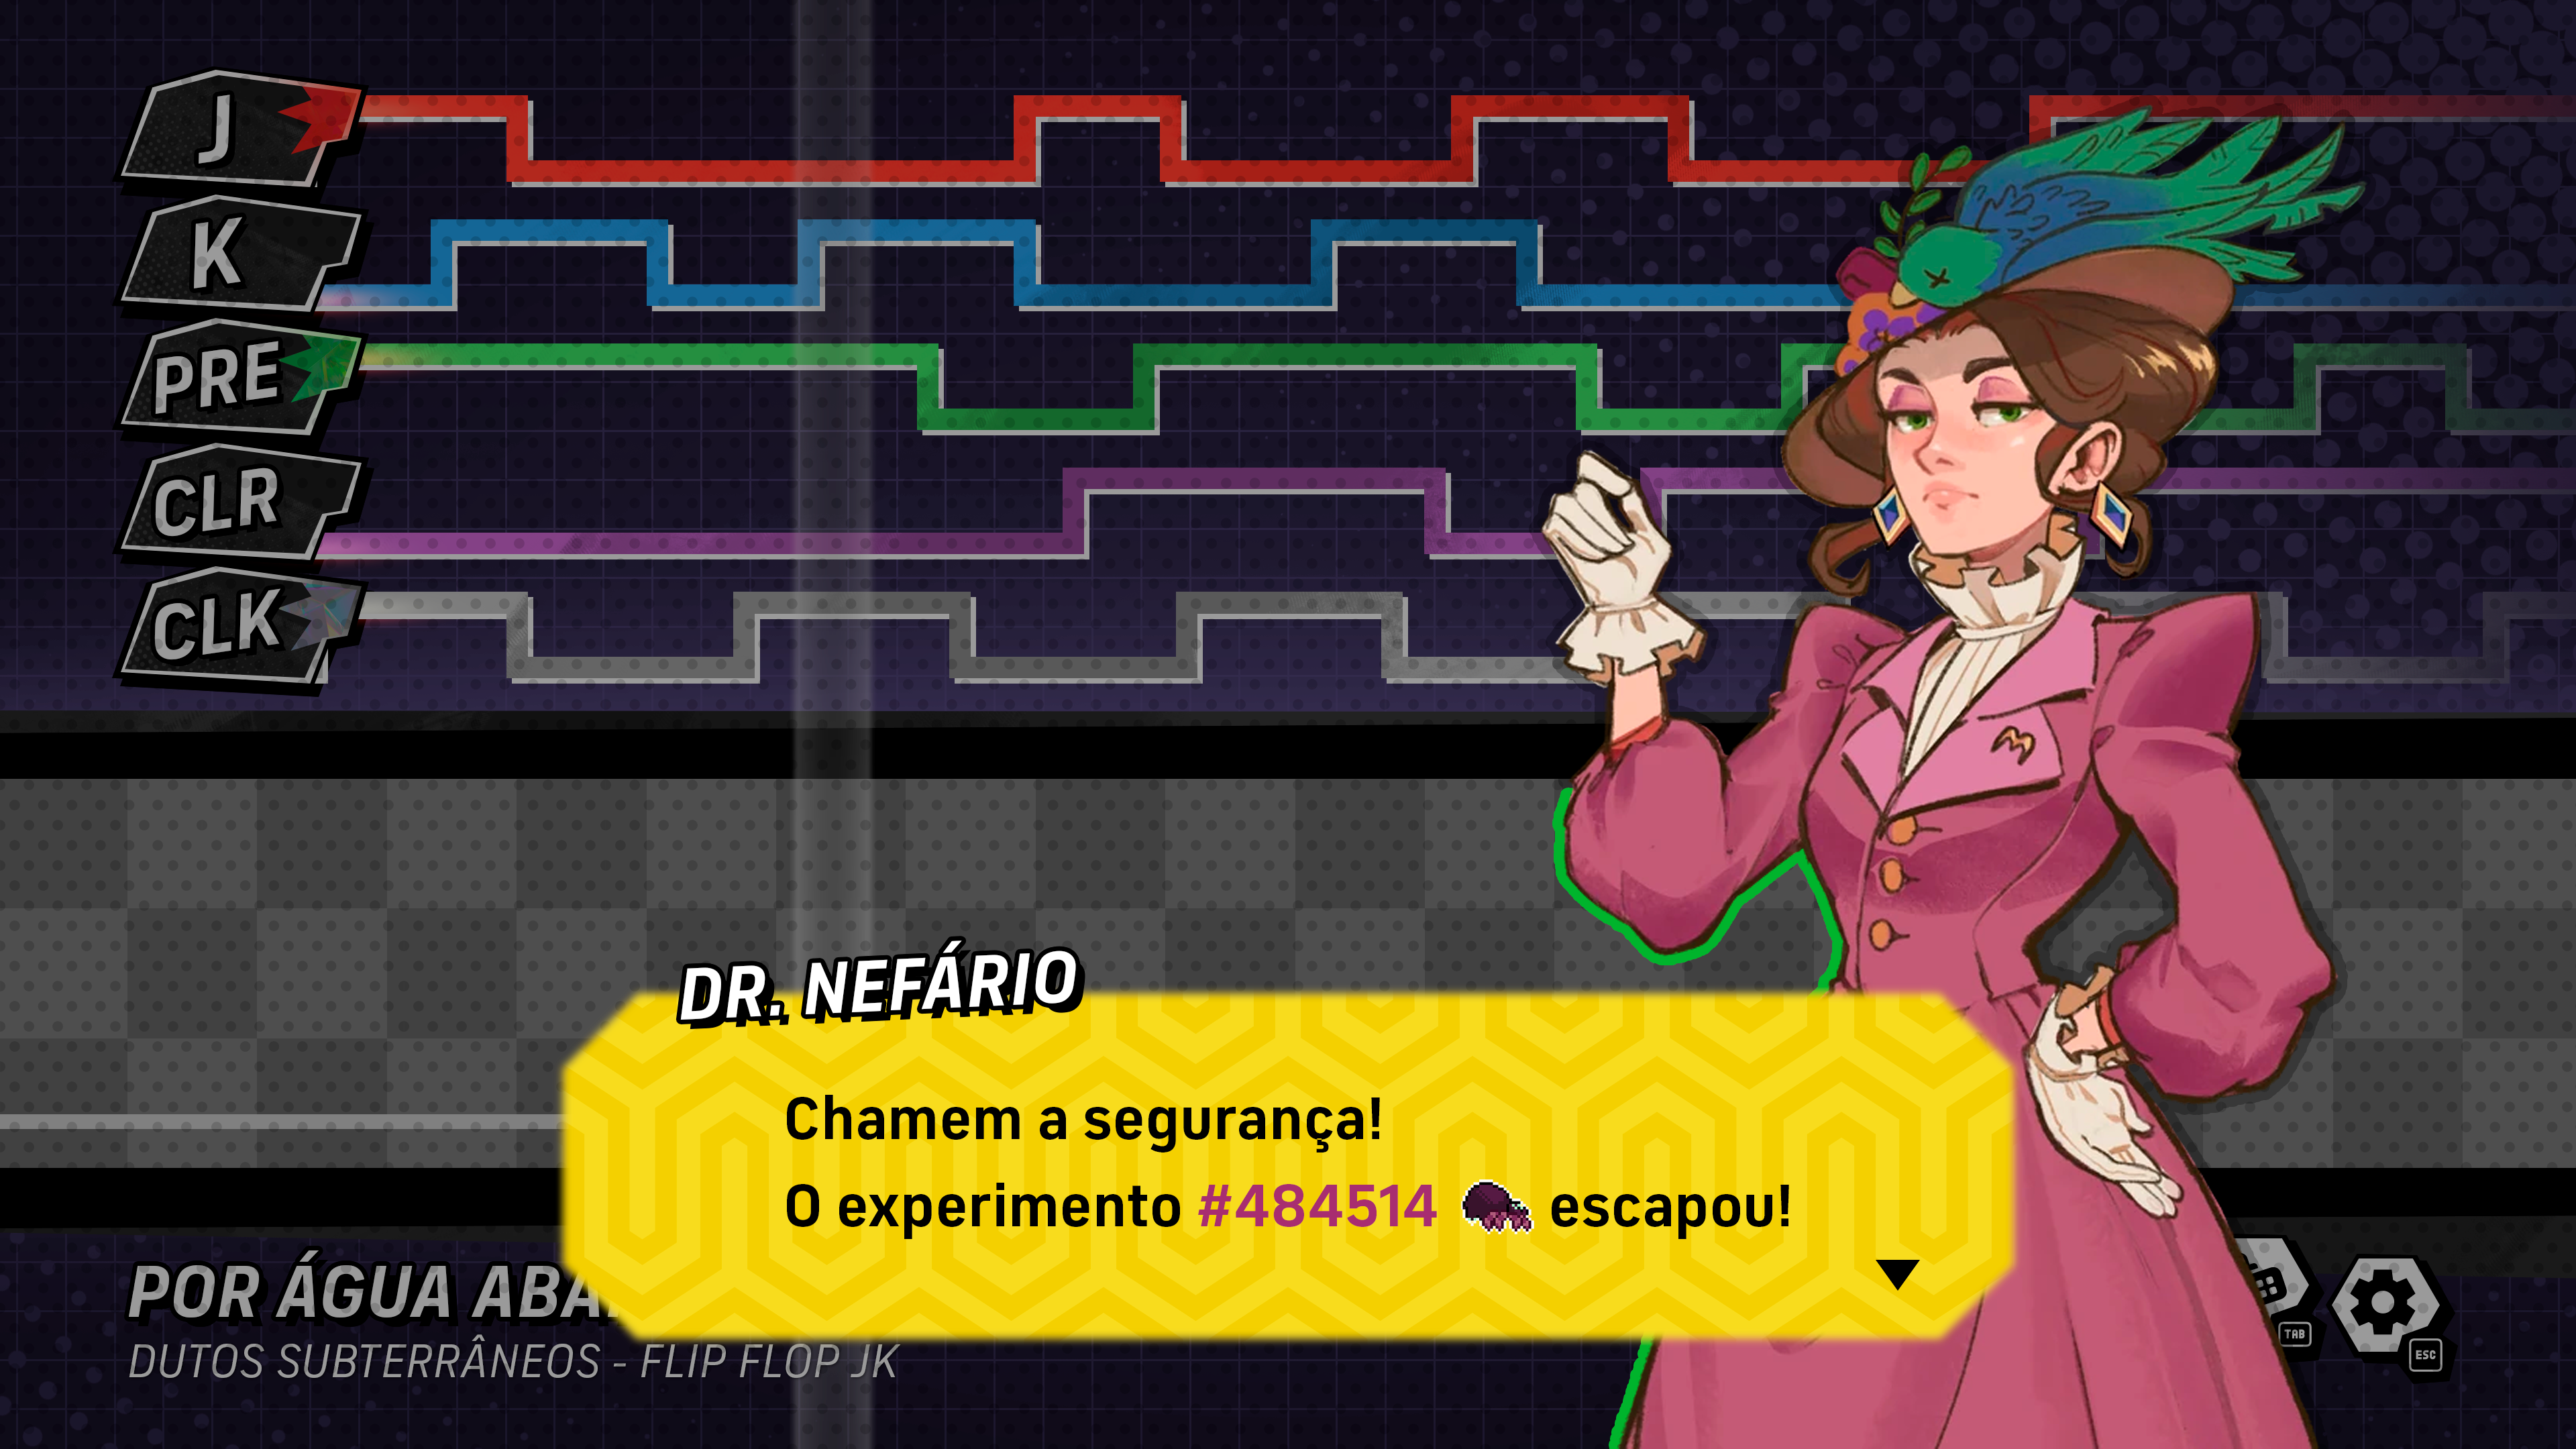 J
K
PRE
CLR
CLK
DR. NEFÁRIO
Chamem a segurança!
O experimento #484514 escapou!
POR ÁGUA
DUTOS SUBTERRÂNEOS - FLIP FLOP JK
TAB
ESC